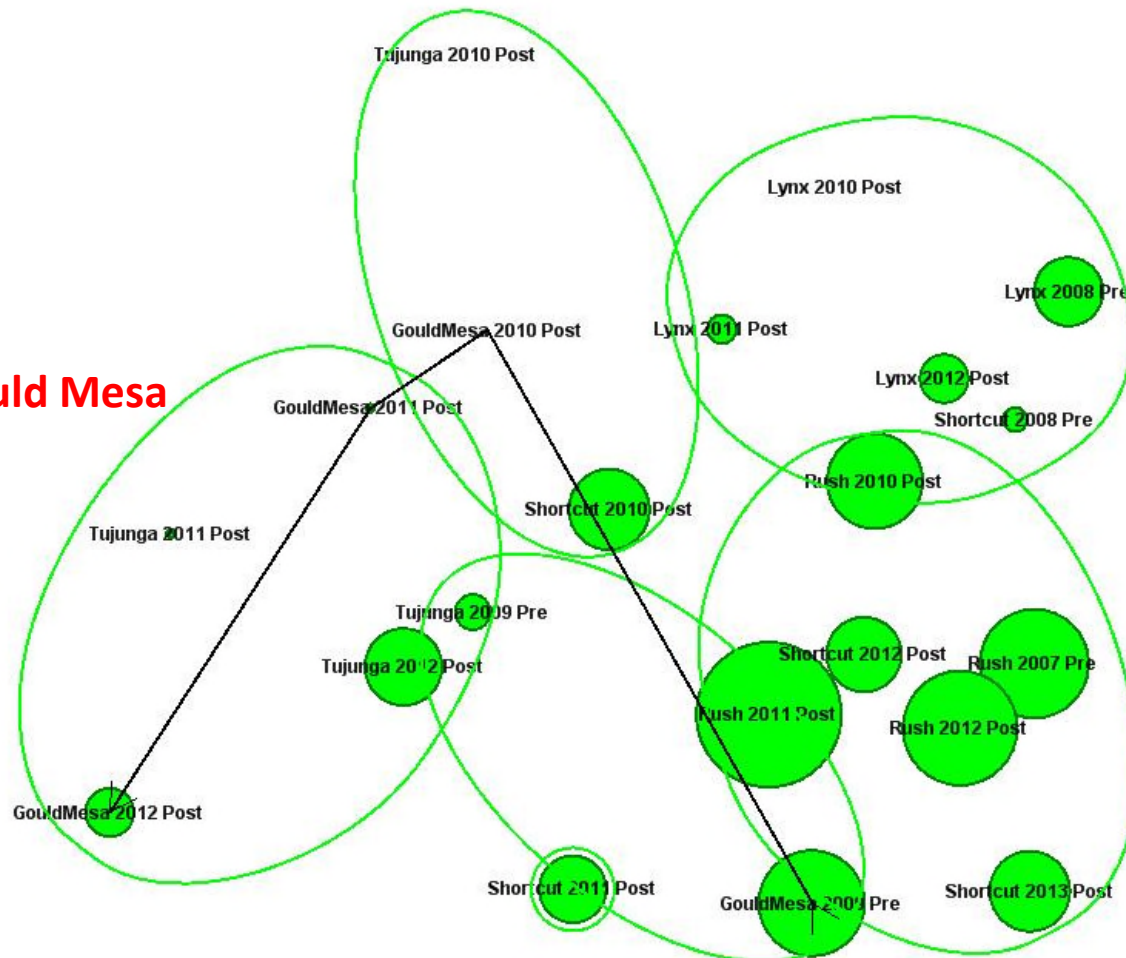 Tujunga 2010 Post
Lynx 2010 Post
Lynx 2008 Pre
GouldMesa 2010 Post
Lynx 2011 Post
uld Mesa
Lynx 2012 Post
GouldMesa 2011 Post
Shortcut 2008 Pre
Rush 2010 Post
Shortcut 2010 Post
Tujunga 2011 Post
Tujunga 2009 Pre
Shortcut 2012 Post
Rush 2007 Pre
Tujunga 2012 Post
Rush 2011 Post
Rush 2012 Post
GouldMesa 2012 Post
Shortcut 2011 Post
GouldMesa 2009 Pre
Shortcut 2013 Post